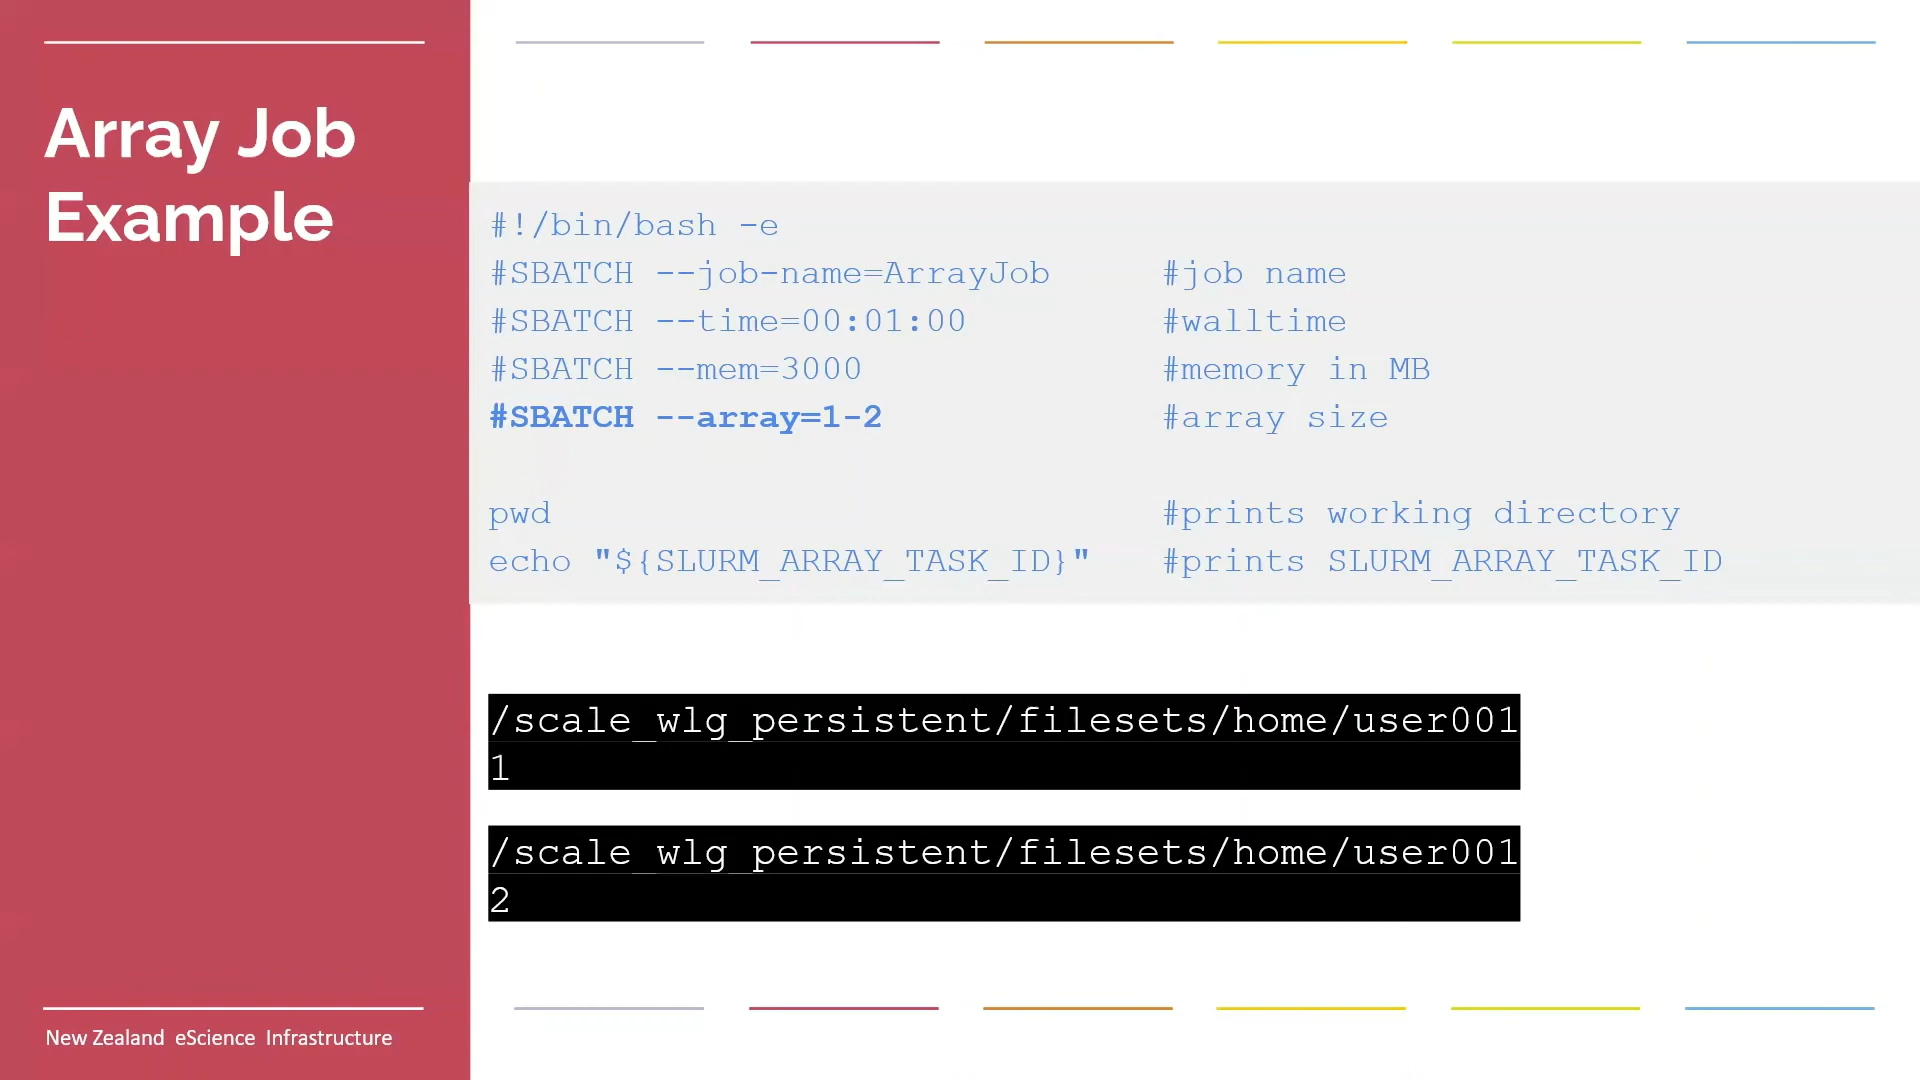 Array Job
Example
#!/bin/bash -e
#SBATCH --job-name=ArrayJob #job name
#SBATCH --time=00:01:00 #walltime
#SBATCH --mem=3000 #memory in MB
#SBATCH --array=1-2 #array size
pwd #prints working directory
echo "${SLURM_ARRAY_TASK_ID}" #prints SLURM_ARRAY_TASK_ID
/scale_wlg_persistent/filesets/home/user001
1
/scale_wlg_persistent/filesets/home/user001
2
New Zealand eScience Infrastructure